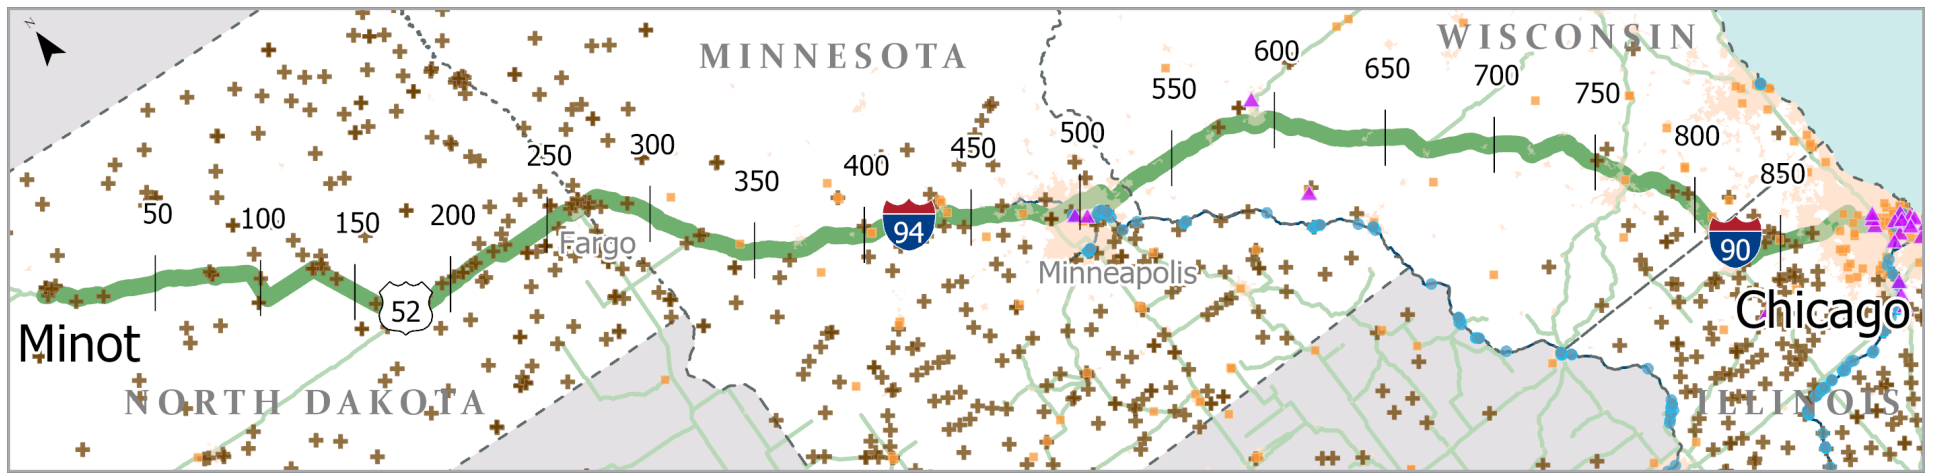 N
MINNESOTA
WISCONSIN
50
100
150
200
250
300
350
400
450
500
550
600
650
700
750
800
850
94
90
52
Fargo
Minneapolis
Minot
Chicago
NORTH DAKOTA
ILLINOIS